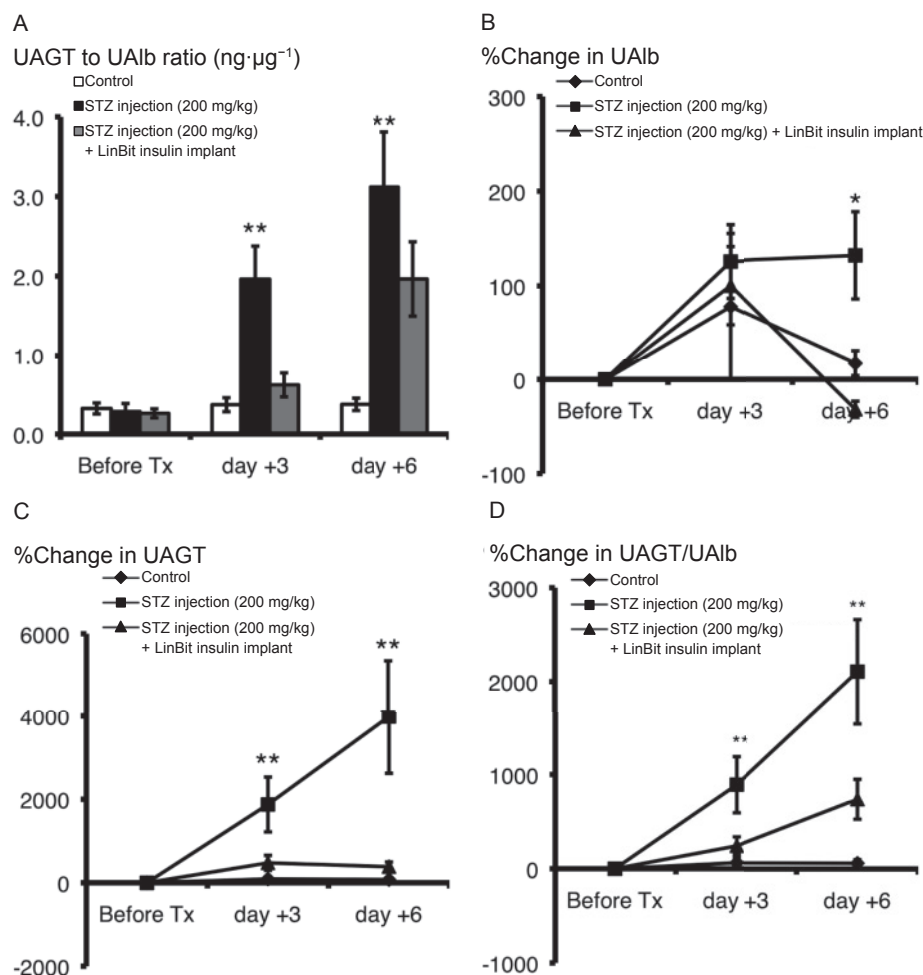 A
UAGT to UAlb ratio (ng·µg⁻¹)
Control
STZ injection (200 mg/kg)
STZ injection (200 mg/kg)
+ LinBit insulin implant
4.0
3.0
2.0
1.0
0.0
**
**
Before Tx
day +3
day +6
B
%Change in UAlb
Control
STZ injection (200 mg/kg)
STZ injection (200 mg/kg) + LinBit insulin implant
300
200
100
0
-100
*
Before Tx
day +3
day +6
C
%Change in UAGT
Control
STZ injection (200 mg/kg)
STZ injection (200 mg/kg)
+ LinBit insulin implant
6000
4000
2000
0
-2000
**
**
Before Tx
day +3
day +6
D
%Change in UAGT/UAlb
Control
STZ injection (200 mg/kg)
STZ injection (200 mg/kg)
+ LinBit insulin implant
3000
2000
1000
0
-1000
**
**
Before Tx
day +3
day +6